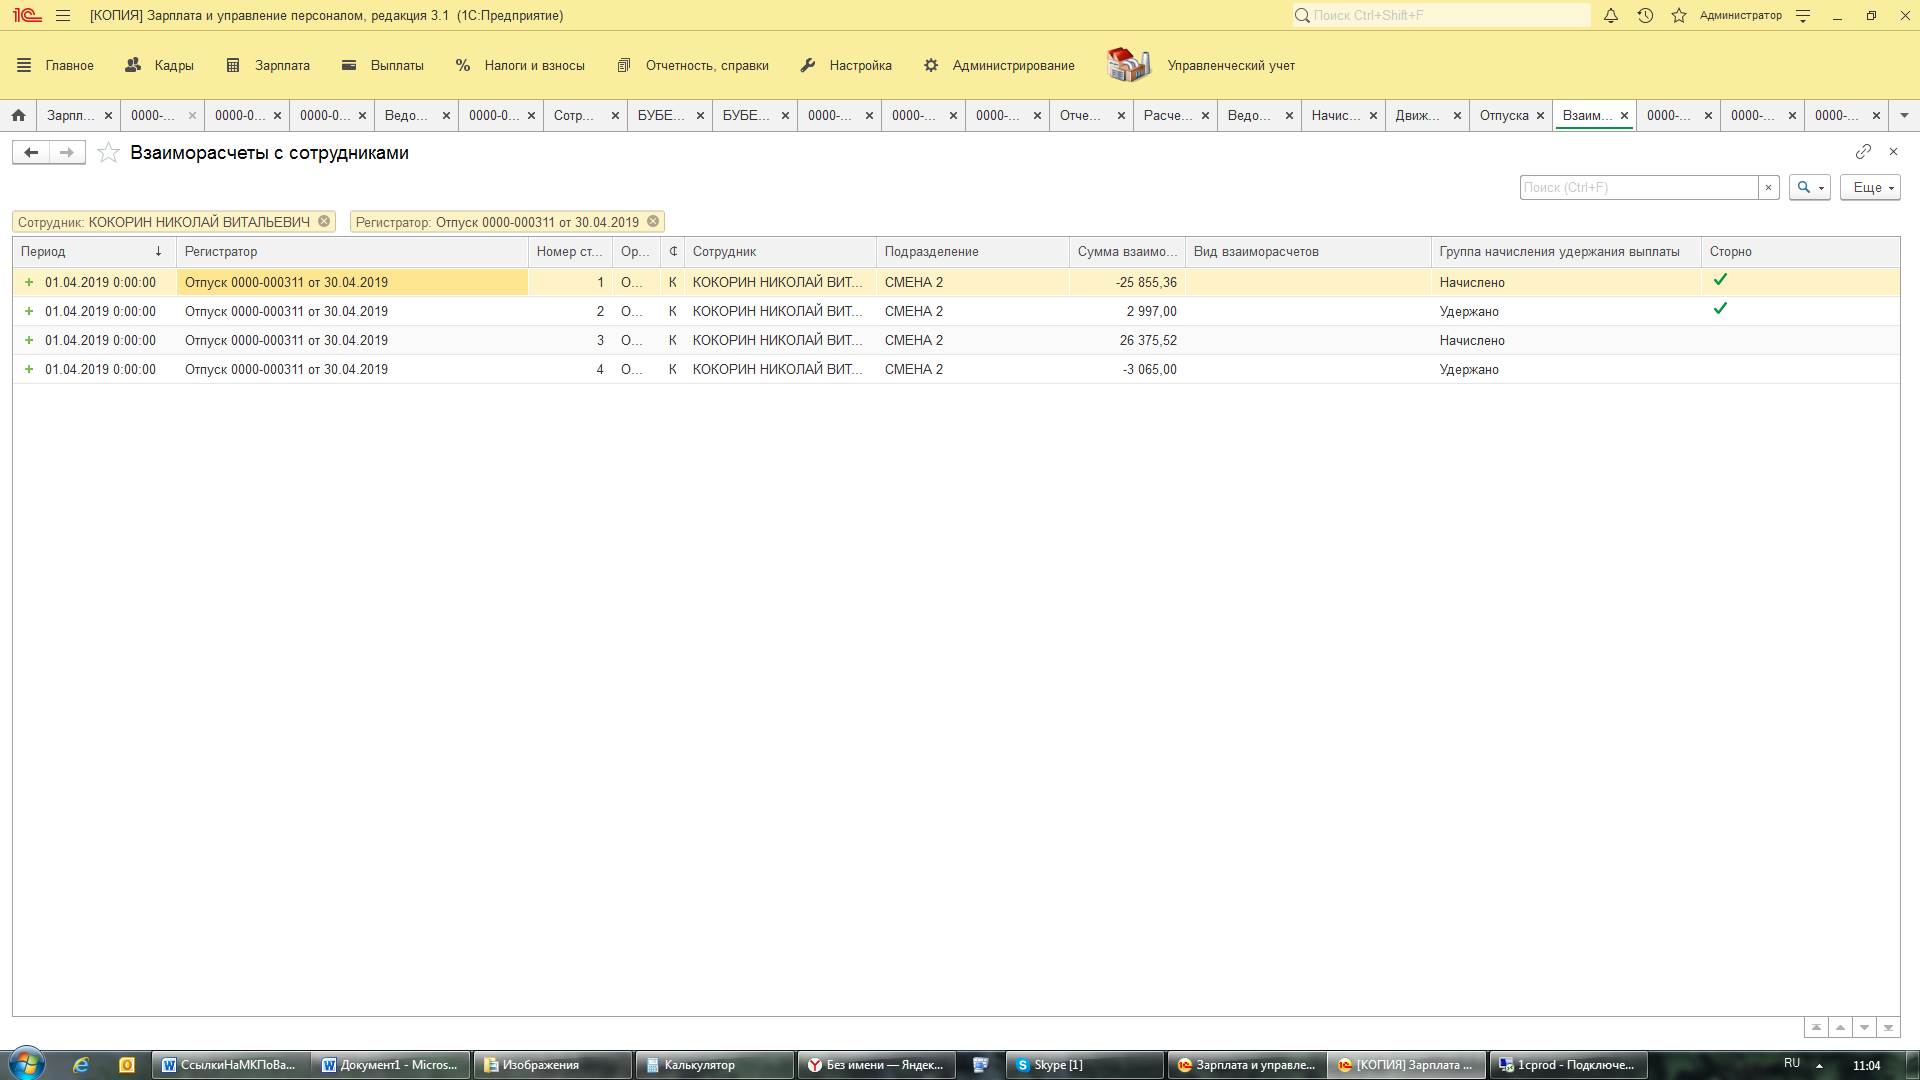 [КОПИЯ] Зарплата и управление персоналом, редакция 3.1 (1С:Предприятие) Поиск Ctrl+Shift+F Администратор
Главное Кадры Зарплата Выплаты Налоги и взносы Отчетность, справки Настройка Администрирование Управленческий учет
Зарпл... 0000-... 0000-0... 0000-0... Ведо... 0000-0... Сотр... БУБЕ... БУБЕ... 0000-... 0000-... 0000-... Отче... Расче... Ведо... Начис... Движ... Отпуска Взаим... 0000-... 0000-... 0000-...
Взаиморасчеты с сотрудниками
Поиск (Ctrl+F) Еще
Сотрудник: КОКОРИН НИКОЛАЙ ВИТАЛЬЕВИЧ Регистратор: Отпуск 0000-000311 от 30.04.2019
Период Регистратор Номер ст... Ор... Сотрудник Подразделение Сумма взаимо... Вид взаиморасчетов Группа начисления удержания выплаты Сторно
01.04.2019 0:00:00 Отпуск 0000-000311 от 30.04.2019 1 О... К КОКОРИН НИКОЛАЙ ВИТ... СМЕНА 2 -25 855,36 Начислено
01.04.2019 0:00:00 Отпуск 0000-000311 от 30.04.2019 2 О... К КОКОРИН НИКОЛАЙ ВИТ... СМЕНА 2 2 997,00 Удержано
01.04.2019 0:00:00 Отпуск 0000-000311 от 30.04.2019 3 О... К КОКОРИН НИКОЛАЙ ВИТ... СМЕНА 2 26 375,52 Начислено
01.04.2019 0:00:00 Отпуск 0000-000311 от 30.04.2019 4 О... К КОКОРИН НИКОЛАЙ ВИТ... СМЕНА 2 -3 065,00 Удержано
СсылкиНаМКПоВа... Документ1 - Micros... Изображения Калькулятор Без имени — Яндек... Skype [1] Зарплата и управле... [КОПИЯ] Зарплата ... 1cprod - Подключе... RU 11:04